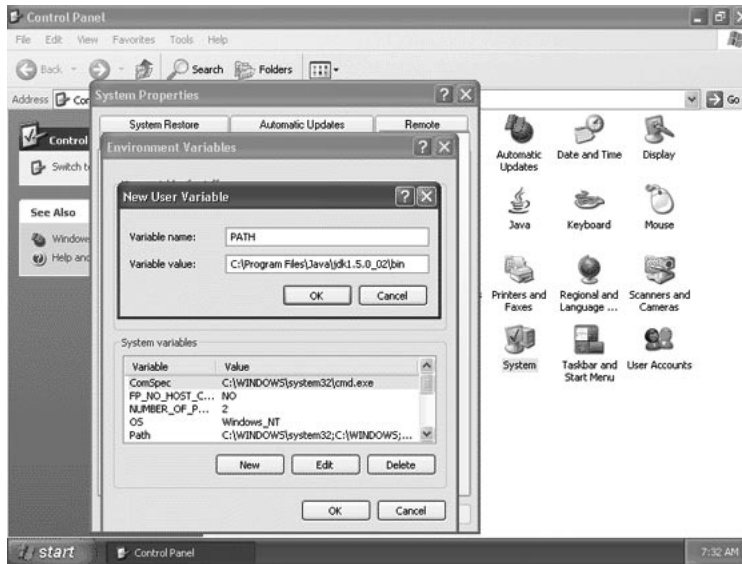 Control Panel
File Edit View Favorites Tools Help
Back Search Folders
Address Go
System Properties
System Restore Automatic Updates Remote
Environment Variables
New User Variable
Variable name: PATH
Variable value: C:\Program Files\Java\jdk1.5.0_02\bin
OK Cancel
System variables
Variable Value
ComSpec C:\WINDOWS\system32\cmd.exe
FP_NO_HOST_C... NO
NUMBER_OF_P... 2
OS Windows_NT
Path C:\WINDOWS\system32;C:\WINDOWS;...
New Edit Delete
OK Cancel
Control
Switch
See Also
Automatic Updates
Date and Time
Display
Java
Keyboard
Mouse
Printers and Faxes
Regional and Language ...
Scanners and Cameras
System
Taskbar and Start Menu
User Accounts
start Control Panel 7:32 AM